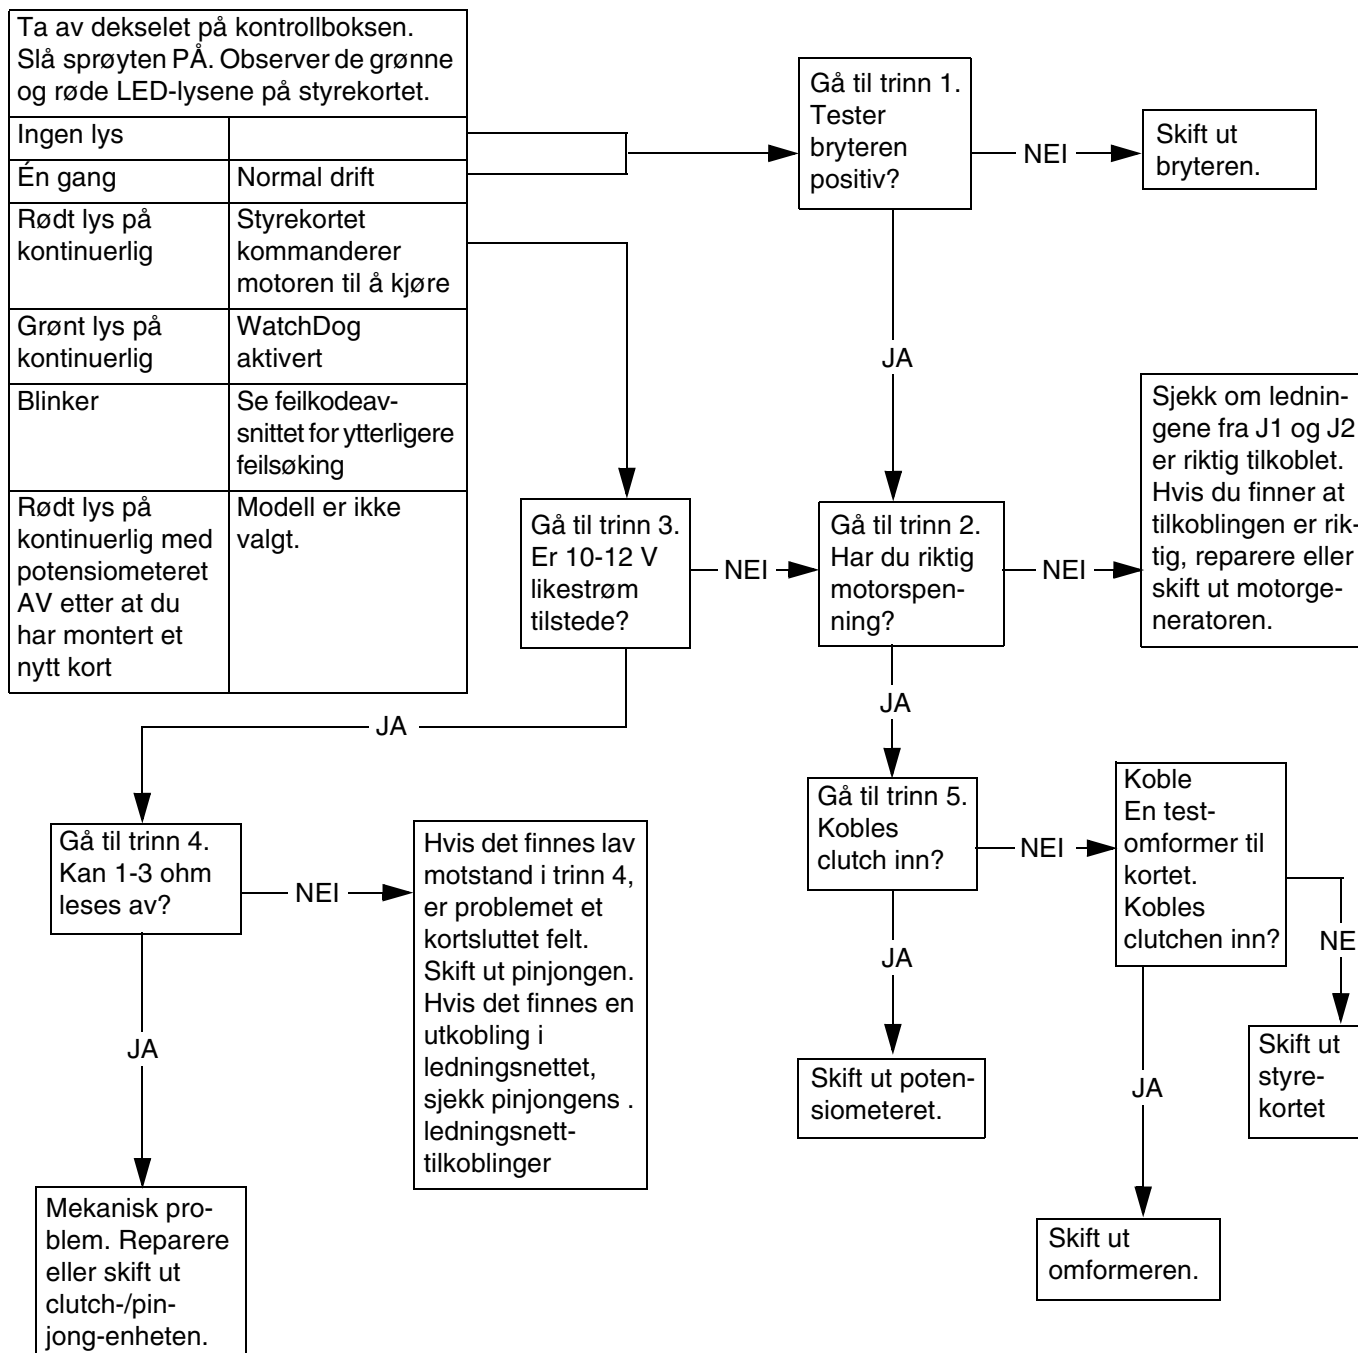 Ta av dekselet på kontrollboksen.
Slå sprøyten PÅ. Observer de grønne
og røde LED-lysene på styrekortet.
Ingen lys
Én gang
Normal drift
Rødt lys på
kontinuerlig
Styrekortet
kommanderer
motoren til å kjøre
Grønt lys på
kontinuerlig
WatchDog
aktivert
Blinker
Se feilkodeav-
snittet for ytterligere
feilsøking
Rødt lys på
kontinuerlig med
potensiometeret
AV etter at du
har montert et
nytt kort
Modell er ikke
valgt.
Gå til trinn 1.
Tester
bryteren
positiv?
NEI
Skift ut
bryteren.
JA
Gå til trinn 3.
Er 10-12 V
likestrøm
tilstede?
NEI
Gå til trinn 2.
Har du riktig
motorspen-
ning?
NEI
Sjekk om lednin-
gene fra J1 og J2
er riktig tilkoblet.
Hvis du finner at
tilkoblingen er rik-
tig, reparere eller
skift ut motorge-
neratoren.
JA
JA
Gå til trinn 4.
Kan 1-3 ohm
leses av?
NEI
Hvis det finnes lav
motstand i trinn 4,
er problemet et
kortsluttet felt.
Skift ut pinjongen.
Hvis det finnes en
utkobling i
ledningsnettet,
sjekk pinjongens .
ledningsnett-
tilkoblinger
Gå til trinn 5.
Kobles
clutch inn?
NEI
Koble
En test-
omformer til
kortet.
Kobles
clutchen inn?
NE
JA
JA
JA
Skift ut poten-
siometeret.
Skift ut
styre-
kortet
Mekanisk pro-
blem. Reparere
eller skift ut
clutch-/pin-
jong-enheten.
Skift ut
omformeren.